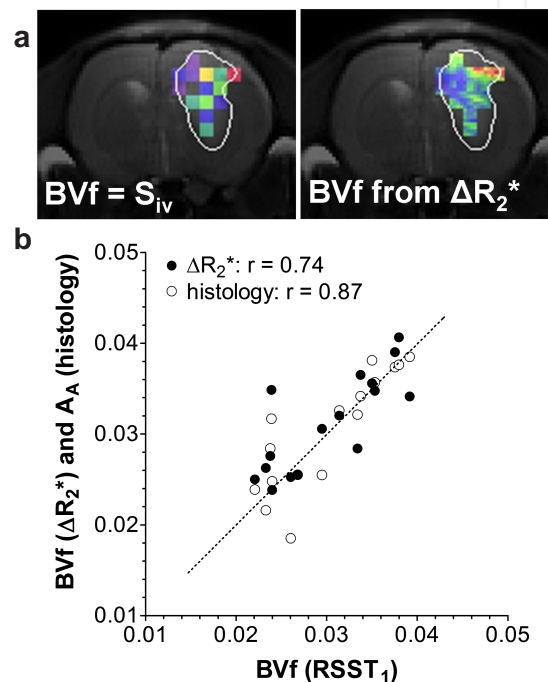 a
BVf = Siv
BVf from ΔR2*
b
BVf (ΔR2*) and AA (histology)
0.05
0.04
0.03
0.02
0.01
ΔR2*: r = 0.74
histology: r = 0.87
0.01 0.02 0.03 0.04 0.05
BVf (RSST1)